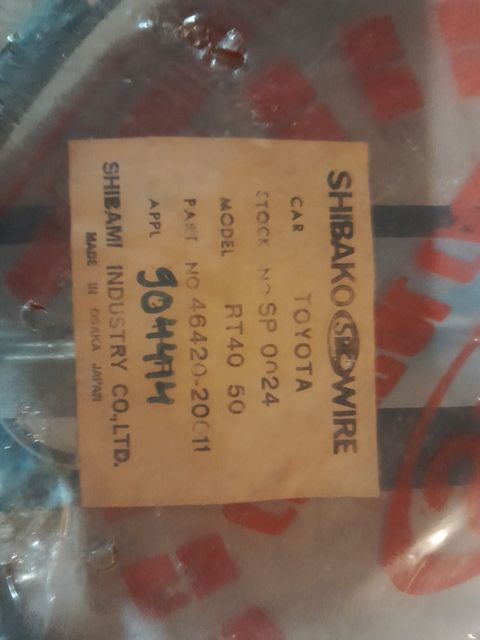 SHIBAKO SP WIRE
CAR TOYOTA
STOCK NO SP 0024
MODEL RT40 50
PART NO 46420-20011
APPL 904494
SHIBAMI INDUSTRY CO.,LTD.
MADE IN OSAKA JAPAN